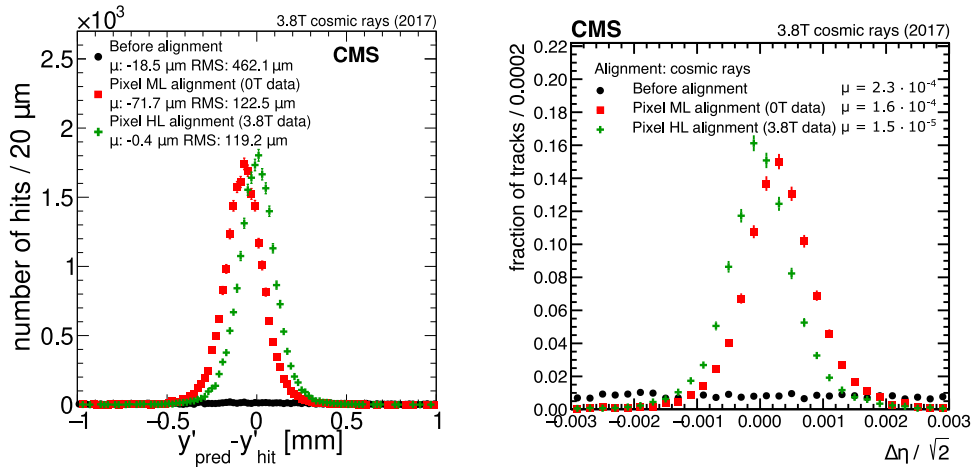 ×10³
3.8T cosmic rays (2017)
CMS
Before alignment
μ: -18.5 μm RMS: 462.1 μm
Pixel ML alignment (0T data)
μ: -71.7 μm RMS: 122.5 μm
Pixel HL alignment (3.8T data)
μ: -0.4 μm RMS: 119.2 μm
number of hits / 20 μm
2.5
2
1.5
1
0.5
0
−1 −0.5 0 0.5 1
y'pred -y'hit [mm]
CMS 3.8T cosmic rays (2017)
Alignment: cosmic rays
Before alignment μ = 2.3 · 10⁻⁴
Pixel ML alignment (0T data) μ = 1.6 · 10⁻⁴
Pixel HL alignment (3.8T data) μ = 1.5 · 10⁻⁵
fraction of tracks / 0.0002
0.22
0.20
0.18
0.16
0.14
0.12
0.10
0.08
0.06
0.04
0.02
0.00
−0.003 −0.002 −0.001 0.000 0.001 0.002 0.003
Δη / √2